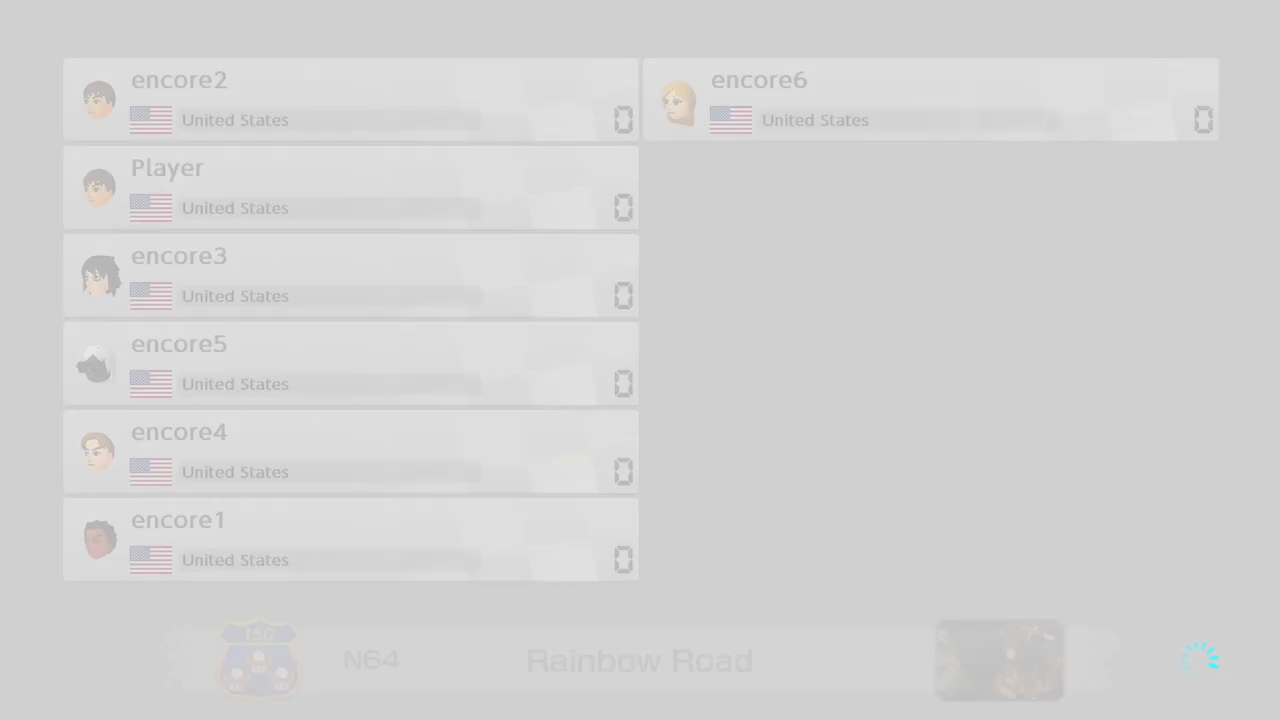 encore2
United States
0
Player
United States
0
encore3
United States
0
encore5
United States
0
encore4
United States
0
encore1
United States
0
encore6
United States
0
150
N64
Rainbow Road